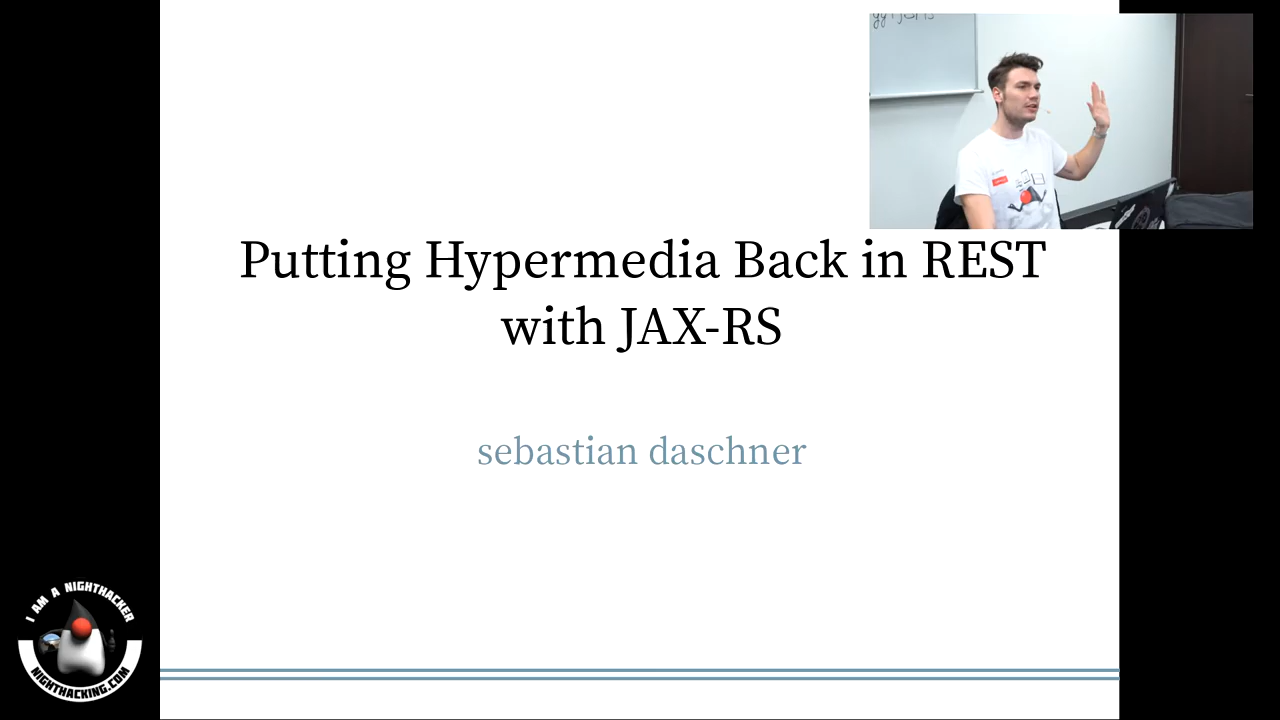 Putting Hypermedia Back in REST
with JAX-RS
sebastian daschner
I AM A NIGHTHACKER
NIGHTHACKING.COM